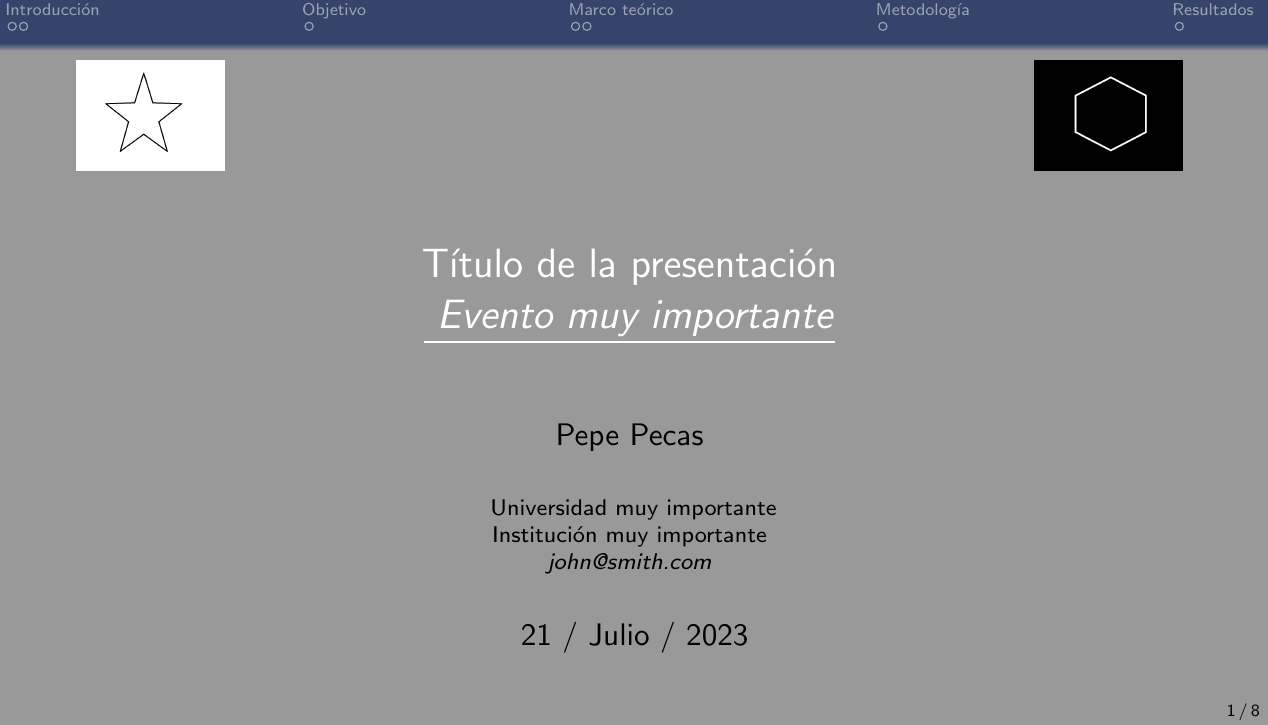 Introducción Objetivo Marco teórico Metodología Resultados
Título de la presentación
Evento muy importante
Pepe Pecas
Universidad muy importante
Institución muy importante
john@smith.com
21 / Julio / 2023
1 / 8